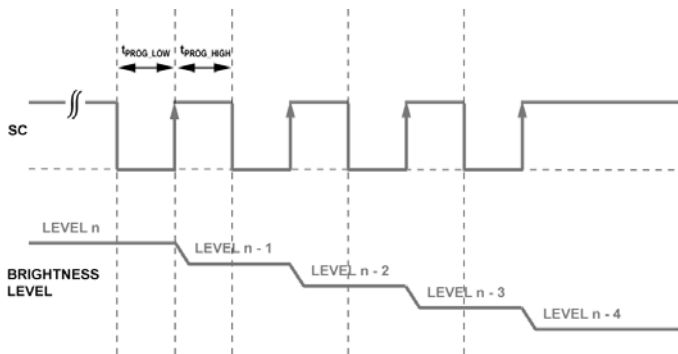 tPROG_LOW tPROG_HIGH
SC
LEVEL n
LEVEL n - 1
BRIGHTNESS
LEVEL
LEVEL n - 2
LEVEL n - 3
LEVEL n - 4